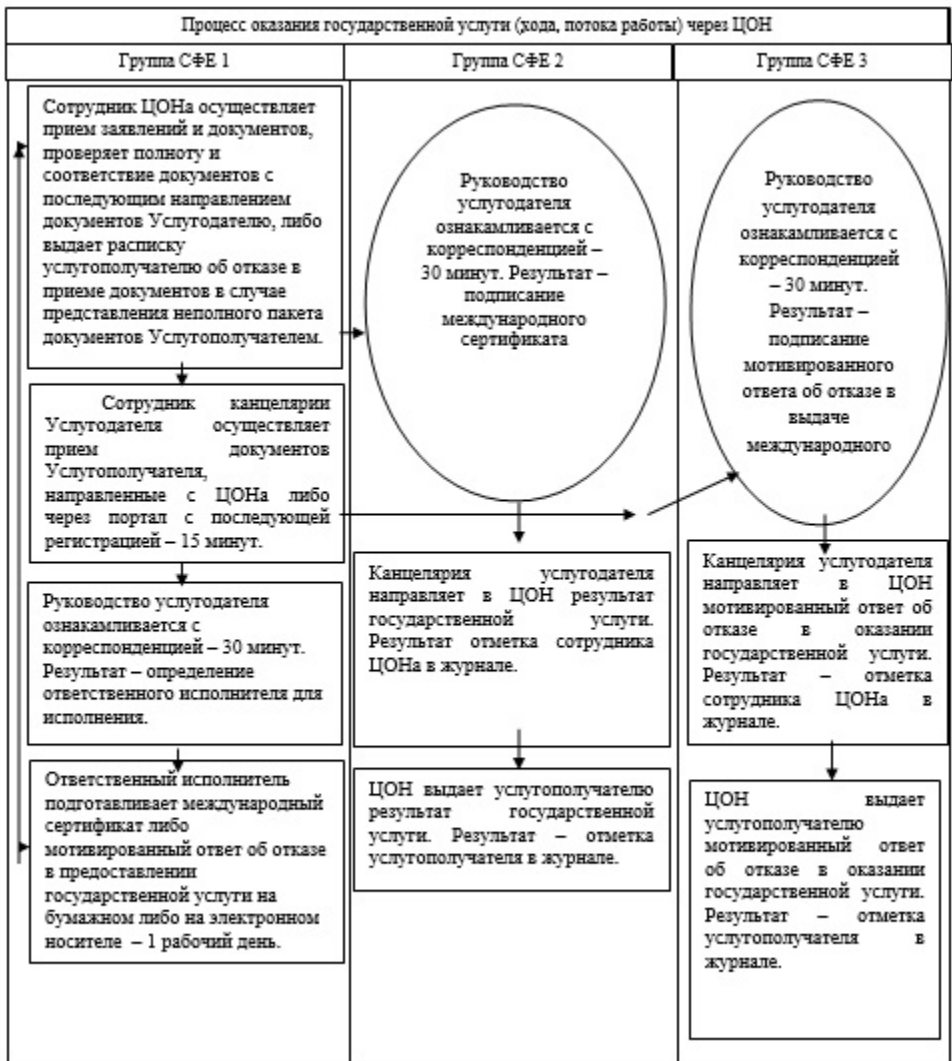 Процесс оказания государственной услуги (хода, потока работы) через ЦОН
Группа СФЕ 1
Группа СФЕ 2
Группа СФЕ 3
Сотрудник ЦОНа осуществляет
прием заявлений и документов,
проверяет полноту и
соответствие документов с
последующим направлением
документов Услугодателю, либо
выдает расписку
услугополучателю об отказе в
приеме документов в случае
представления неполного пакета
документов Услугополучателем.
Сотрудник канцелярии
Услугодателя осуществляет
прием документов
Услугополучателя,
направленные с ЦОНа либо
через портал с последующей
регистрацией – 15 минут.
Руководство услугодателя
ознакамливается с
корреспонденцией – 30 минут.
Результат – определение
ответственного исполнителя для
исполнения.
Ответственный исполнитель
подготавливает международный
сертификат либо
мотивированный ответ об отказе
в предоставлении
государственной услуги на
бумажном либо на электронном
носителе – 1 рабочий день.
Руководство
услугодателя
ознакамливается с
корреспонденцией –
30 минут. Результат –
подписание
международного
сертификата
Канцелярия услугодателя
направляет в ЦОН результат
государственной услуги.
Результат отметка сотрудника
ЦОНа в журнале.
ЦОН выдает услугополучателю
результат государственной
услуги. Результат – отметка
услугополучателя в журнале.
Руководство
услугодателя
ознакамливается с
корреспонденцией
– 30 минут.
Результат –
подписание
мотивированного
ответа об отказе в
выдаче
международного
Канцелярия услугодателя
направляет в ЦОН
мотивированный ответ об
отказе в оказании
государственной услуги.
Результат – отметка
сотрудника ЦОНа в
журнале.
ЦОН выдает
услугополучателю
мотивированный ответ
об отказе в оказании
государственной услуги.
Результат – отметка
услугополучателя в
журнале.